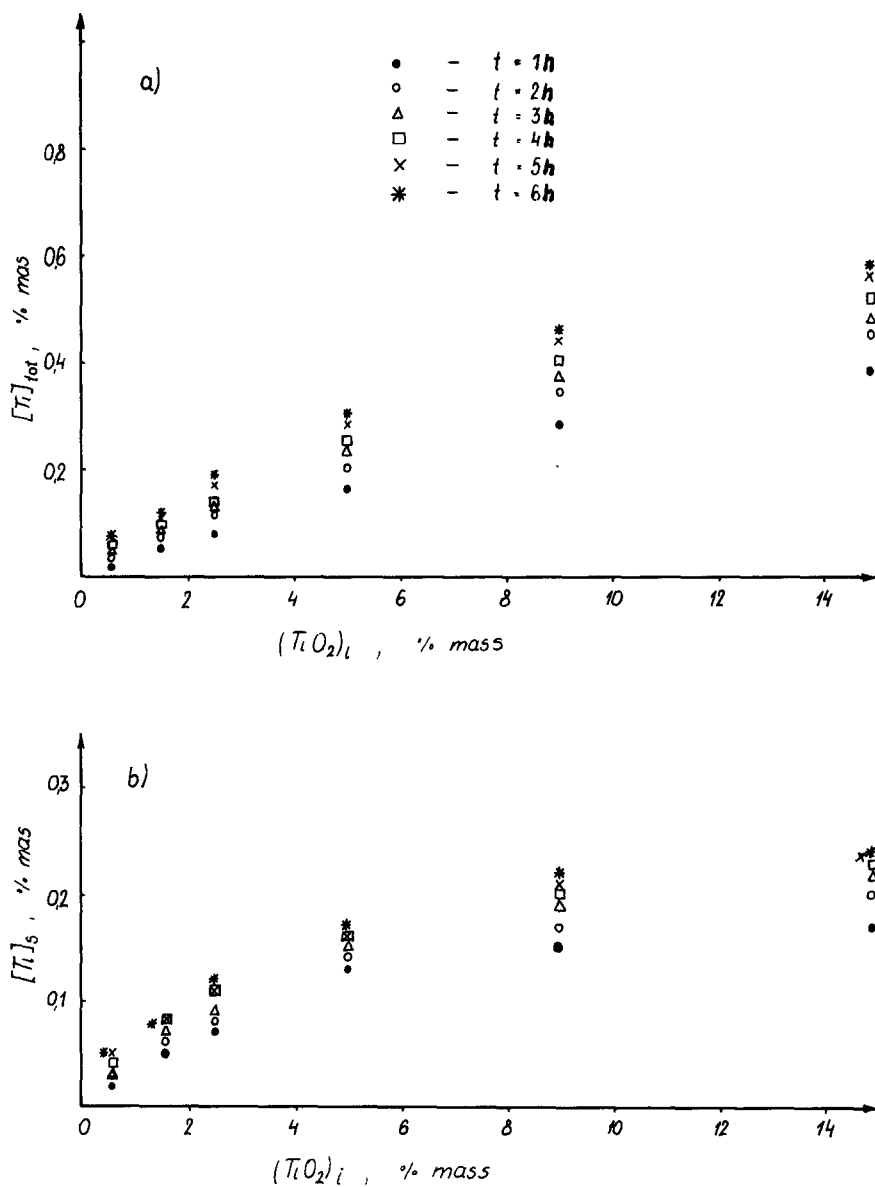 a)
● – t = 1h
○ – t = 2h
△ – t = 3h
□ – t = 4h
× – t = 5h
✳ – t = 6h
[Ti]tot , % mas
0,8
0,6
0,4
0,2
0 2 4 6 8 10 12 14
(TiO2)i , % mass
b)
[Ti]s , % mas
0,3
0,2
0,1
0 2 4 6 8 10 12 14
(TiO2)i , % mass